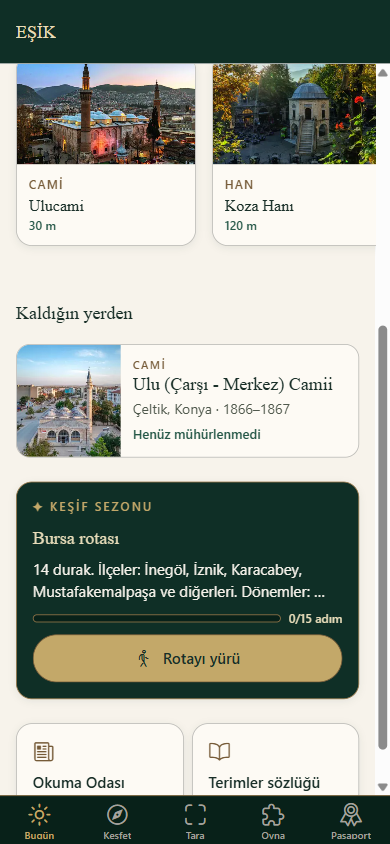 EŞİK
CAMİ
Ulucami
30 m
HAN
Koza Hanı
120 m
Kaldığın yerden
CAMİ
Ulu (Çarşı - Merkez) Camii
Çeltik, Konya · 1866–1867
Henüz mühürlenmedi
✦ KEŞİF SEZONU
Bursa rotası
14 durak. İlçeler: İnegöl, İznik, Karacabey,
Mustafakemalpaşa ve diğerleri. Dönemler: ...
0/15 adım
Rotayı yürü
Okuma Odası
Terimler sözlüğü
Bugün
Keşfet
Tara
Oyna
Pasaport